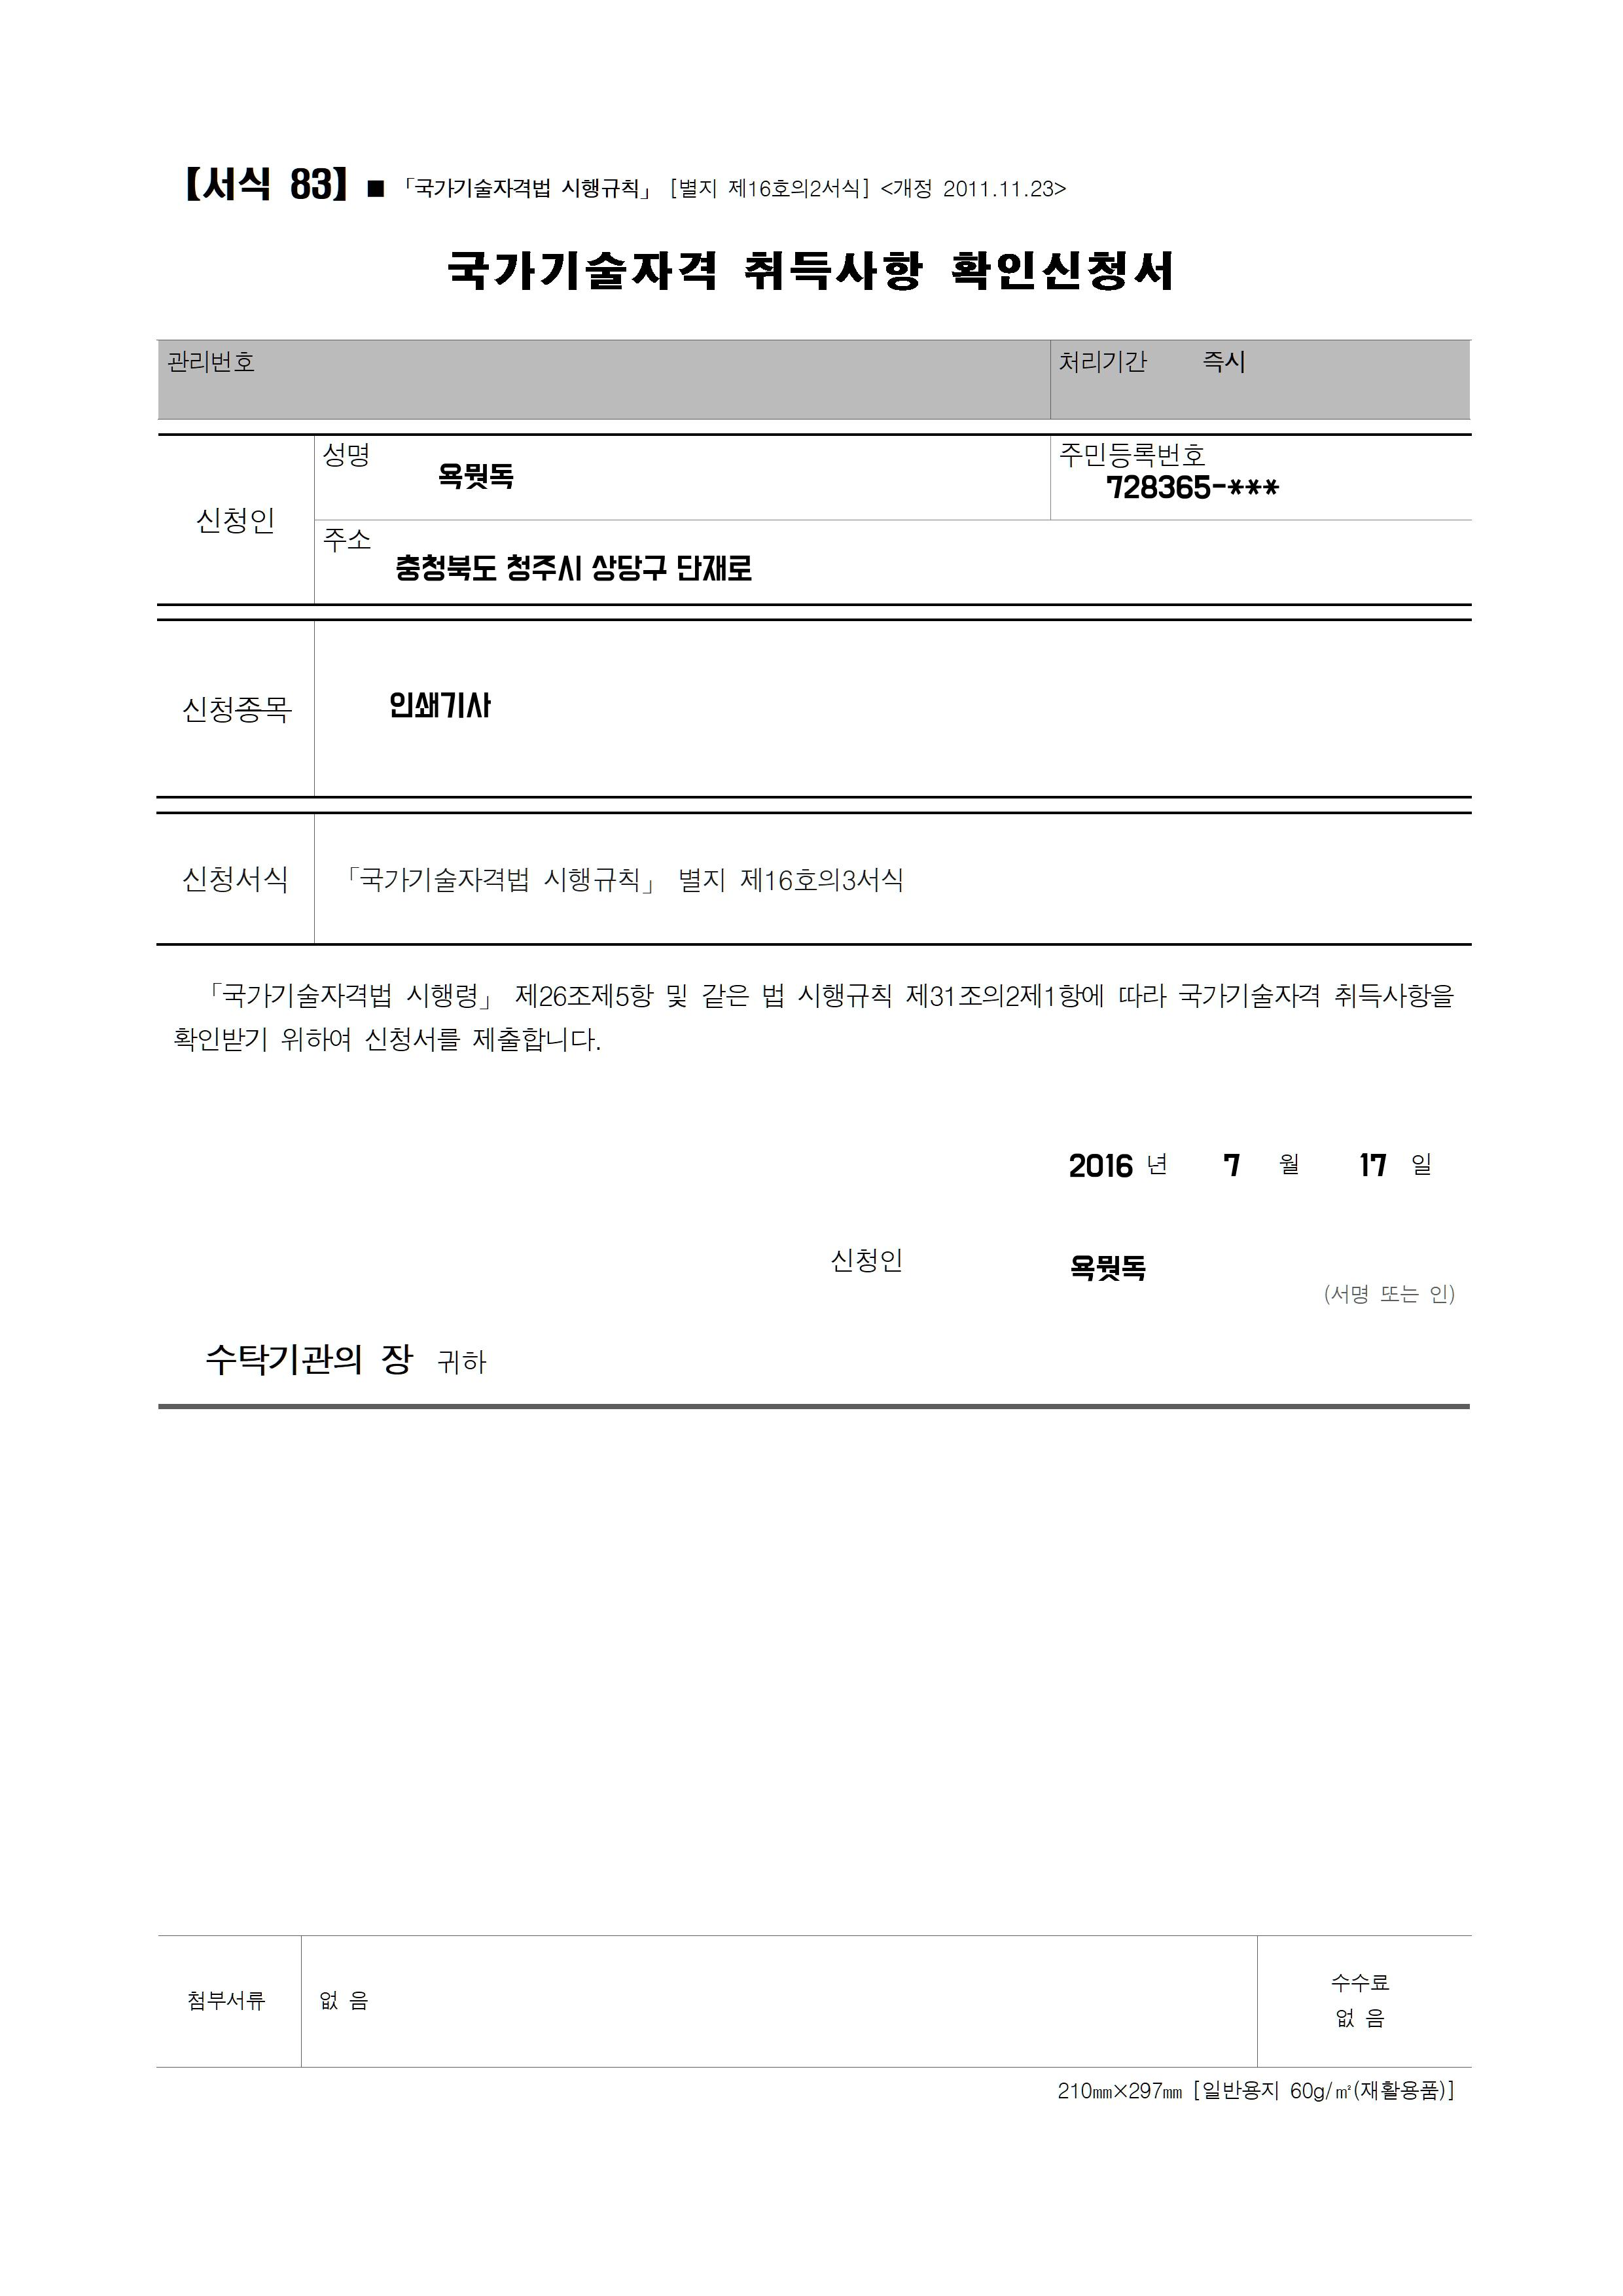 【서식 83】 ■ 「국가기술자격법 시행규칙」 [별지 제16호의2서식] <개정 2011.11.23>
국가기술자격 취득사항 확인신청서
관리번호
처리기간 즉시
신청인
성명
욕뭣독
주민등록번호
728365-***
주소
충청북도 청주시 상당구 단재로
신청종목
인쇄기사
신청서식
「국가기술자격법 시행규칙」 별지 제16호의3서식
「국가기술자격법 시행령」 제26조제5항 및 같은 법 시행규칙 제31조의2제1항에 따라 국가기술자격 취득사항을
확인받기 위하여 신청서를 제출합니다.
2016 년 7 월 17 일
신청인 욕뭣독
(서명 또는 인)
수탁기관의 장 귀하
첨부서류
없 음
수수료
없 음
210㎜×297㎜ [일반용지 60g/㎡(재활용품)]